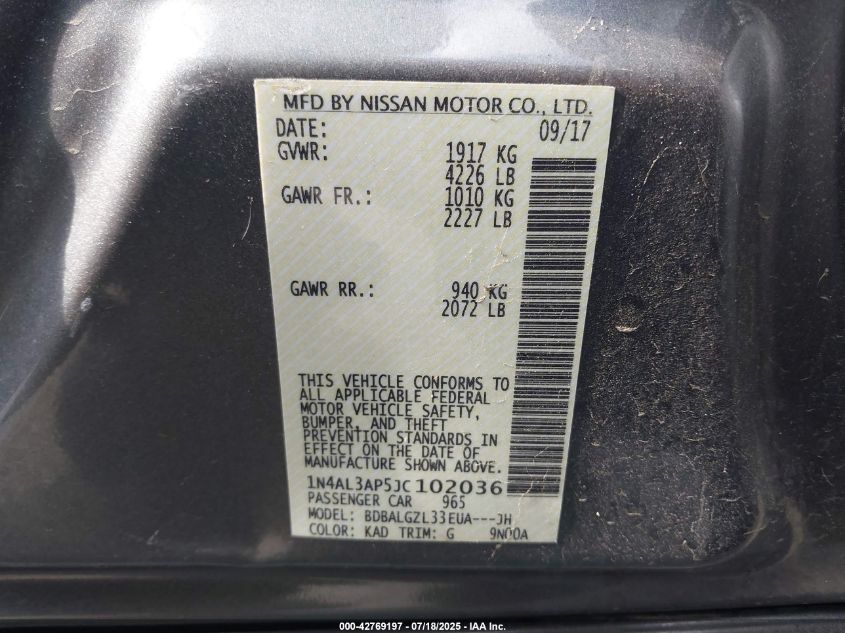 MFD BY NISSAN MOTOR CO., LTD.
DATE: 09/17
GVWR: 1917 KG
4226 LB
GAWR FR.: 1010 KG
2227 LB
GAWR RR.: 940 KG
2072 LB
THIS VEHICLE CONFORMS TO
ALL APPLICABLE FEDERAL
MOTOR VEHICLE SAFETY,
BUMPER, AND THEFT
PREVENTION STANDARDS IN
EFFECT ON THE DATE OF
MANUFACTURE SHOWN ABOVE.
1N4AL3AP5JC102036
PASSENGER CAR 965
MODEL: BDBALGZL33EUA---JH
COLOR: KAD TRIM: G 9N00A
000-42769197 - 07/18/2025 - IAA Inc.